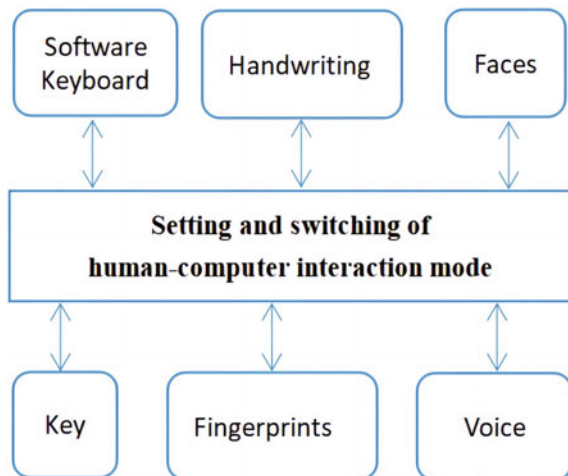 Software
Keyboard
Handwriting
Faces
Setting and switching of
human-computer interaction mode
Key
Fingerprints
Voice